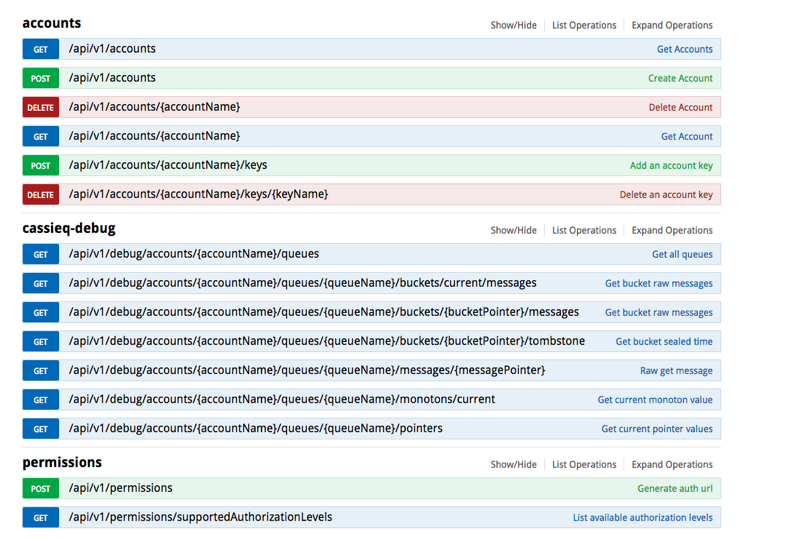 accounts Show/Hide List Operations Expand Operations
GET /api/v1/accounts Get Accounts
POST /api/v1/accounts Create Account
DELETE /api/v1/accounts/{accountName} Delete Account
GET /api/v1/accounts/{accountName} Get Account
POST /api/v1/accounts/{accountName}/keys Add an account key
DELETE /api/v1/accounts/{accountName}/keys/{keyName} Delete an account key
cassieq-debug Show/Hide List Operations Expand Operations
GET /api/v1/debug/accounts/{accountName}/queues Get all queues
GET /api/v1/debug/accounts/{accountName}/queues/{queueName}/buckets/current/messages Get bucket raw messages
GET /api/v1/debug/accounts/{accountName}/queues/{queueName}/buckets/{bucketPointer}/messages Get bucket raw messages
GET /api/v1/debug/accounts/{accountName}/queues/{queueName}/buckets/{bucketPointer}/tombstone Get bucket sealed time
GET /api/v1/debug/accounts/{accountName}/queues/{queueName}/messages/{messagePointer} Raw get message
GET /api/v1/debug/accounts/{accountName}/queues/{queueName}/monotons/current Get current monoton value
GET /api/v1/debug/accounts/{accountName}/queues/{queueName}/pointers Get current pointer values
permissions Show/Hide List Operations Expand Operations
POST /api/v1/permissions Generate auth url
GET /api/v1/permissions/supportedAuthorizationLevels List available authorization levels